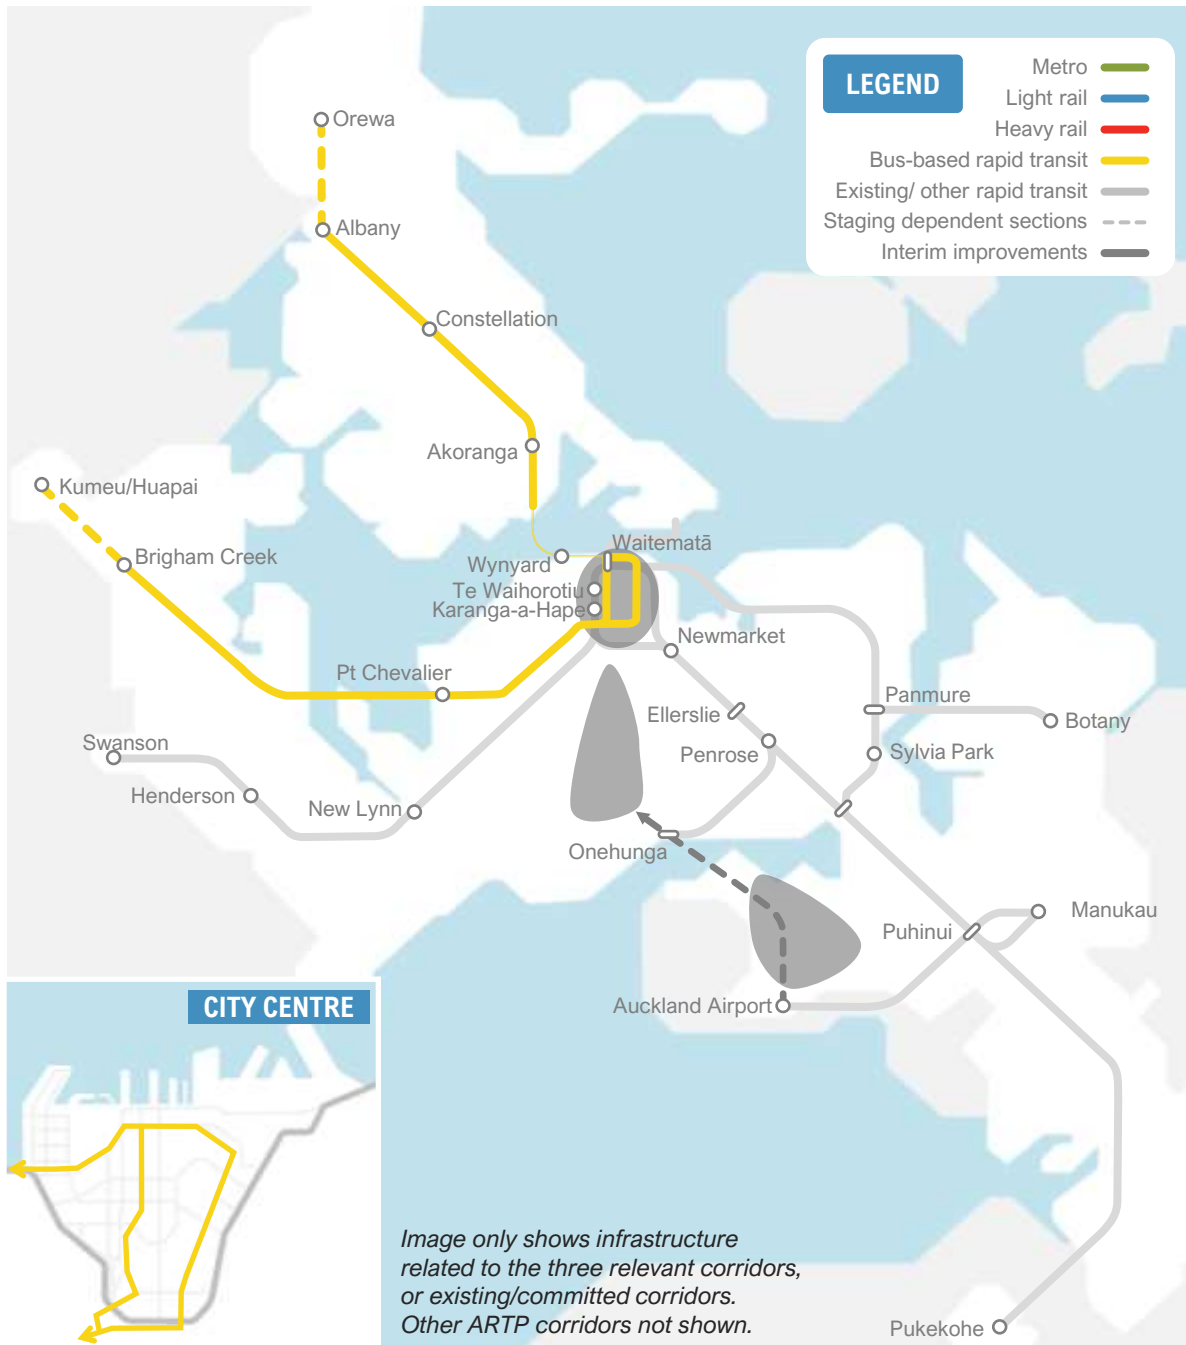 LEGEND
Metro
Light rail
Heavy rail
Bus-based rapid transit
Existing/ other rapid transit
Staging dependent sections
Interim improvements
Orewa
Albany
Constellation
Akoranga
Kumeu/Huapai
Brigham Creek
Waitematā
Wynyard
Te Waihorotiu
Karanga-a-Hape
Newmarket
Pt Chevalier
Ellerslie
Panmure
Botany
Swanson
Penrose
Sylvia Park
Henderson
New Lynn
Onehunga
Manukau
Puhinui
Auckland Airport
CITY CENTRE
Image only shows infrastructure
related to the three relevant corridors,
or existing/committed corridors.
Other ARTP corridors not shown.
Pukekohe